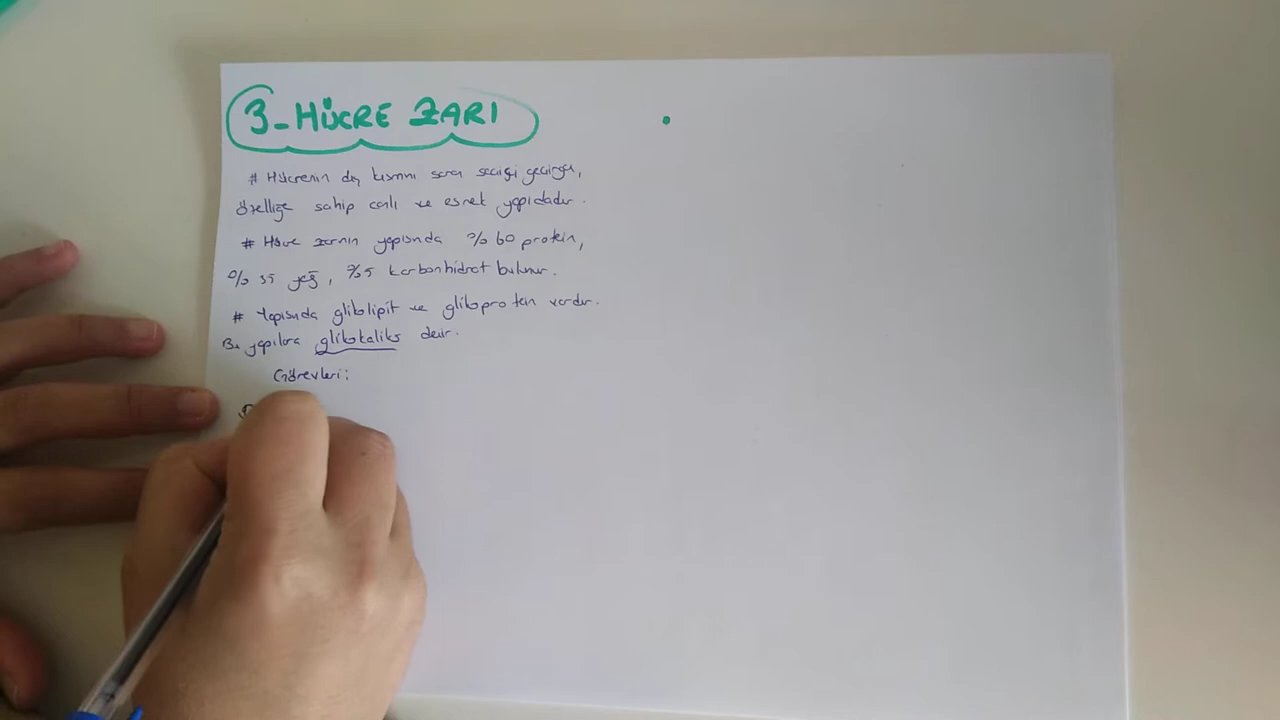 3-HÜCRE ZARI
# Hücrenin dış kısmını saran seçici geçirgen,
özelliğe sahip canlı ve esnek yapıdadır.
# Hücre zarının yapısında %60 protein,
%35 yağ, %5 karbonhidrat bulunur.
# Yapısında glikolipit ve glikoprotein vardır.
Bu yapılara glikokaliks denir.
Görevleri: